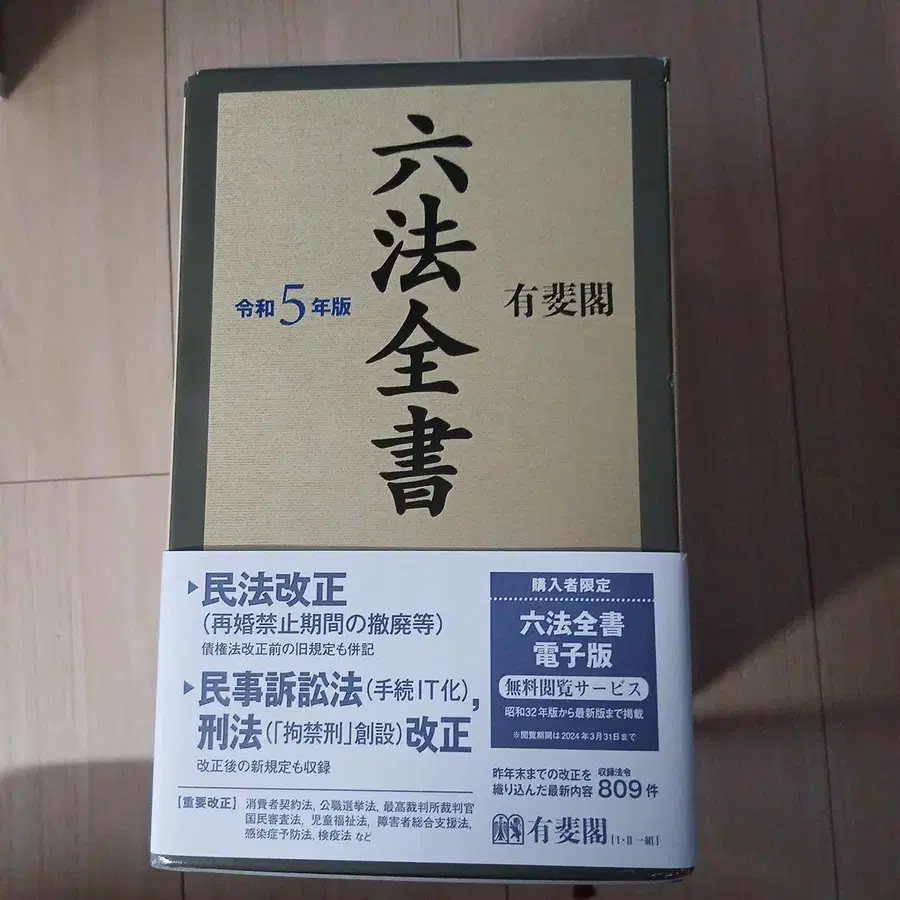 六法全書
令和5年版
有斐閣
▶民法改正
(再婚禁止期間の撤廃等)
債権法改正前の旧規定も併記
▶民事訴訟法(手続IT化),
刑法(「拘禁刑」創設)改正
改正後の新規定も収録
【重要改正】消費者契約法, 公職選挙法, 最高裁判所裁判官
国民審査法, 児童福祉法, 障害者総合支援法,
感染症予防法, 検疫法 など
購入者限定
六法全書
電子版
無料閲覧サービス
昭和32年版から最新版まで掲載
※閲覧期間は2024年3月31日まで
昨年末までの改正を
織り込んだ最新内容
収録法令
809件
有斐閣
[I・II一組]